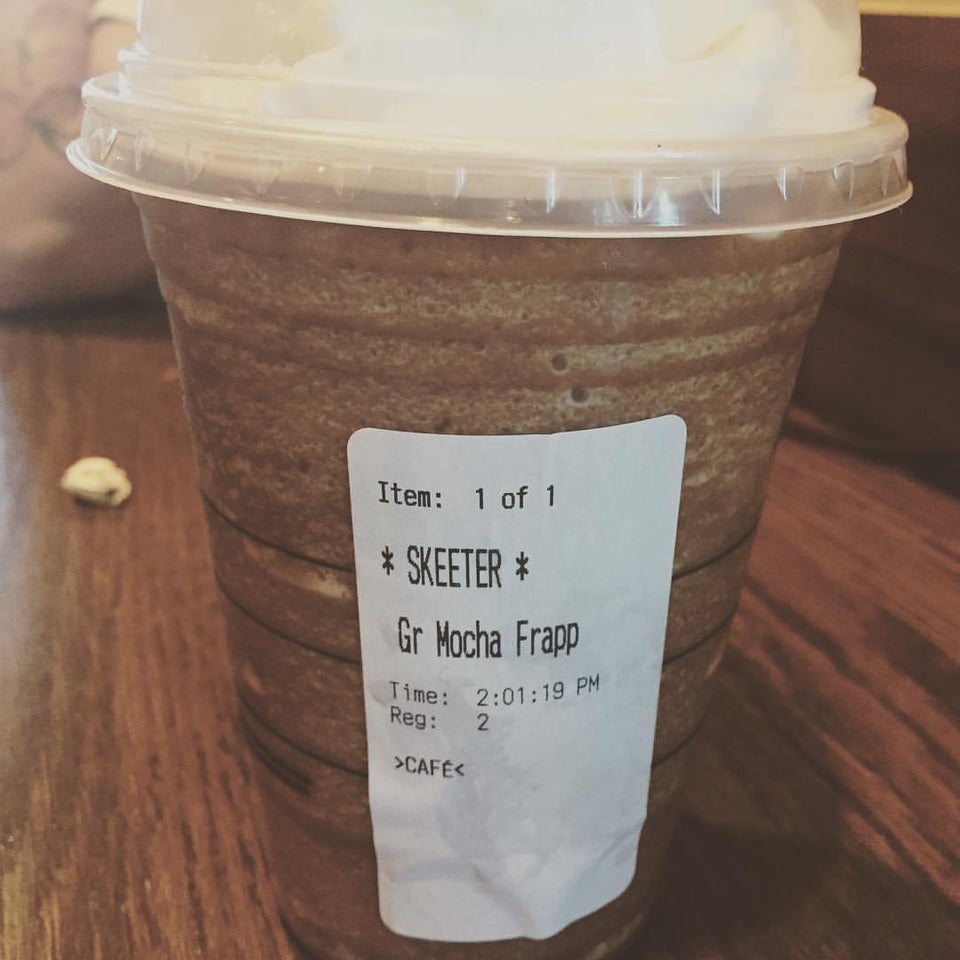 Item: 1 of 1
* SKEETER *
Gr Mocha Frapp
Time: 2:01:19 PM
Reg: 2
>CAFÉ<